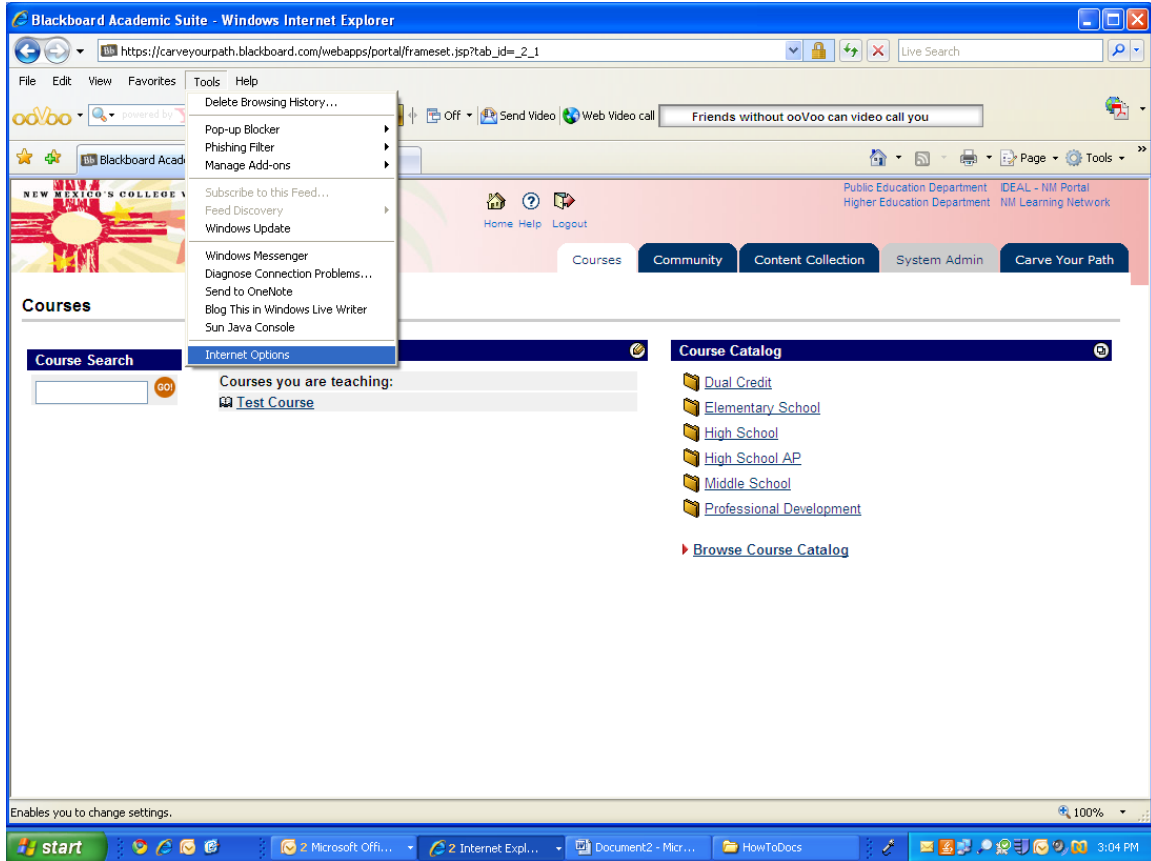 Blackboard Academic Suite - Windows Internet Explorer
https://carveyourpath.blackboard.com/webapps/portal/frameset.jsp?tab_id=_2_1
Live Search
File Edit View Favorites Tools Help
ooVoo powered by Off Send Video Web Video call Friends without ooVoo can video call you
Blackboard Acad
Page Tools
Delete Browsing History...
Pop-up Blocker
Phishing Filter
Manage Add-ons
Subscribe to this Feed...
Feed Discovery
Windows Update
Windows Messenger
Diagnose Connection Problems...
Send to OneNote
Blog This in Windows Live Writer
Sun Java Console
Internet Options
NEW MEXICO'S COLLEGE
Home Help Logout
Public Education Department IDEAL - NM Portal
Higher Education Department NM Learning Network
Courses Community Content Collection System Admin Carve Your Path
Courses
Course Search
GO!
Courses you are teaching:
Test Course
Course Catalog
Dual Credit
Elementary School
High School
High School AP
Middle School
Professional Development
Browse Course Catalog
Enables you to change settings.
100%
start 2 Microsoft Offi... 2 Internet Expl... Document2 - Micr... HowToDocs 3:04 PM